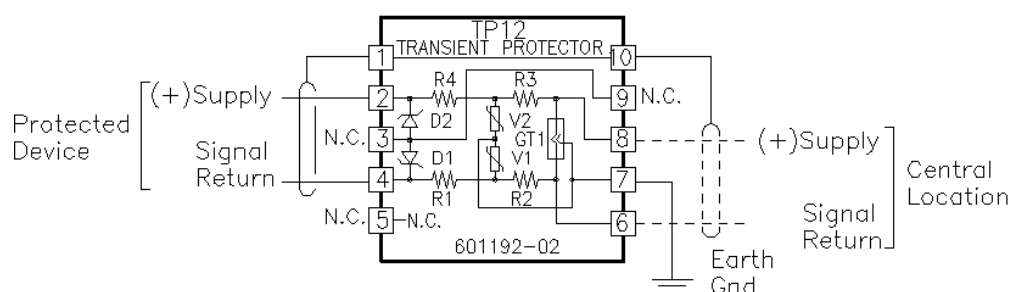 TP12
TRANSIENT PROTECTOR
1
10
R4
R3
(+)Supply
2
9
N.C.
D2
V2
Protected
Device
N.C.
3
GT1
8
(+)Supply
Signal
Return
D1
V1
4
7
Central
Location
R1
R2
N.C.
5
N.C.
6
Signal
Return
601192-02
Earth
Gnd